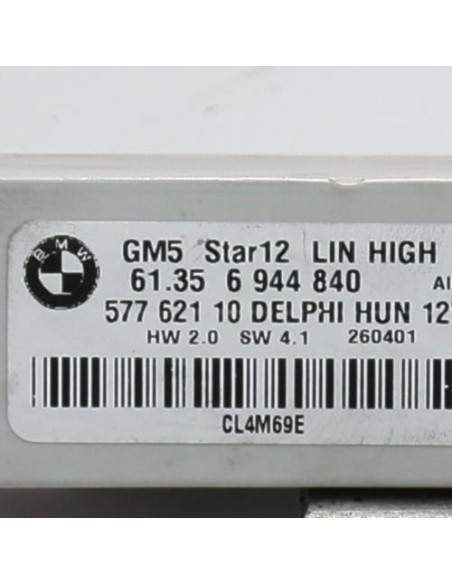 BMW
GM5 Star12 LIN HIGH
61.35 6 944 840
577 621 10 DELPHI HUN
HW 2.0 SW 4.1 260401
CL4M69E